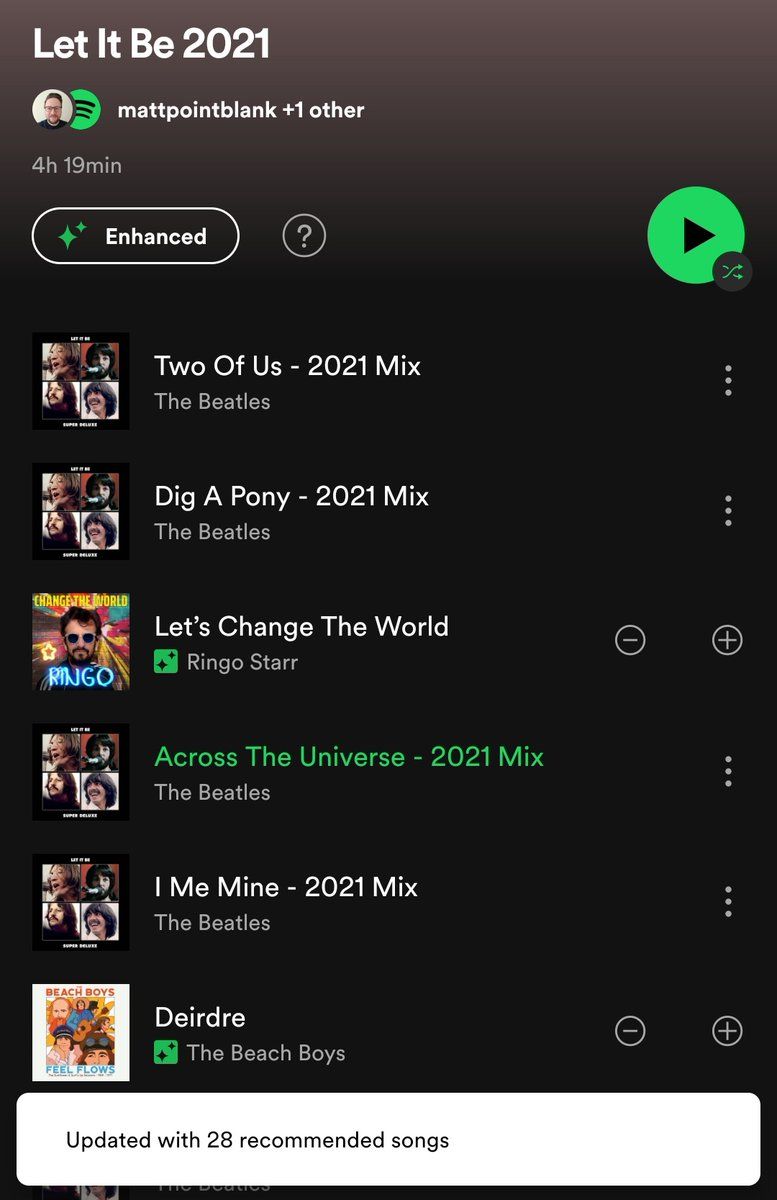 Let It Be 2021
mattpointblank +1 other
4h 19min
Enhanced
?
LET IT BE
SUPER DELUXE
Two Of Us - 2021 Mix
The Beatles
LET IT BE
SUPER DELUXE
Dig A Pony - 2021 Mix
The Beatles
CHANGE THE WORLD
RINGO
Let’s Change The World
Ringo Starr
LET IT BE
SUPER DELUXE
Across The Universe - 2021 Mix
The Beatles
LET IT BE
SUPER DELUXE
I Me Mine - 2021 Mix
The Beatles
BEACH BOYS
FEEL FLOWS
Deirdre
The Beach Boys
Updated with 28 recommended songs